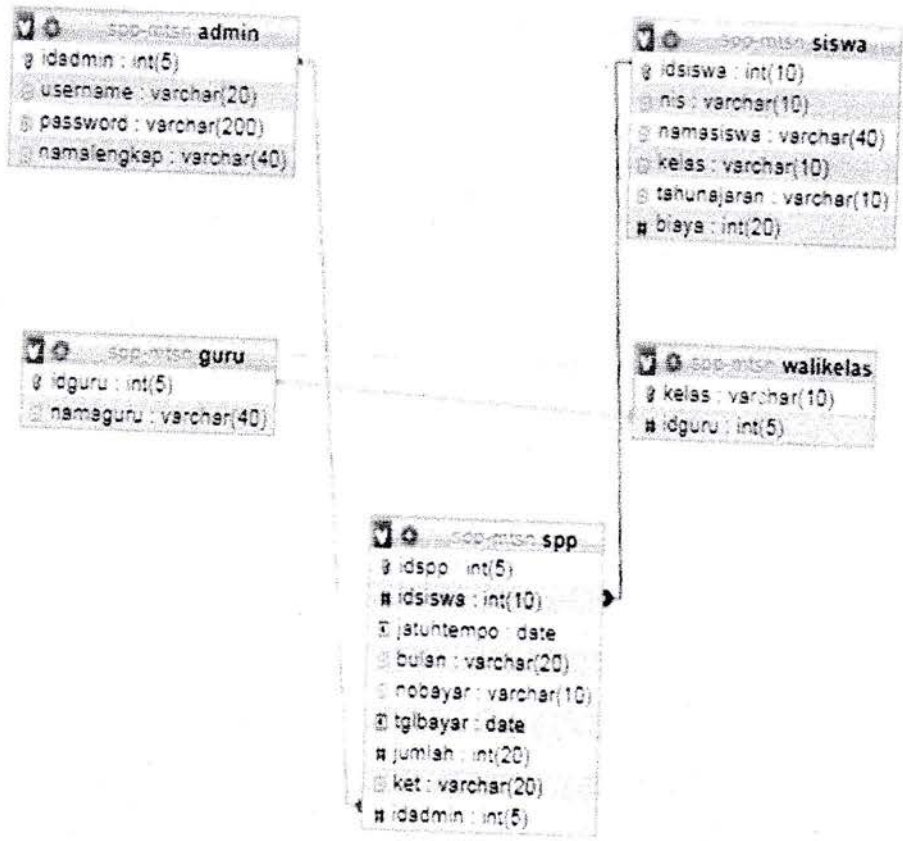 spp-mtsn admin
idadmin : int(5)
username : varchar(20)
password : varchar(200)
namalengkap : varchar(40)
spp-mtsn siswa
idsiswa : int(10)
nis : varchar(10)
namasiswa : varchar(40)
kelas : varchar(10)
tahunajaran : varchar(10)
# biaya : int(20)
spp-mtsn guru
idguru : int(5)
namaguru : varchar(40)
spp-mtsn walikelas
kelas : varchar(10)
# idguru : int(5)
spp-mtsn spp
idspp : int(5)
# idsiswa : int(10)
jatuhtempo : date
bulan : varchar(20)
nobayar : varchar(10)
tglbayar : date
# jumlah : int(20)
ket : varchar(20)
# idadmin : int(5)